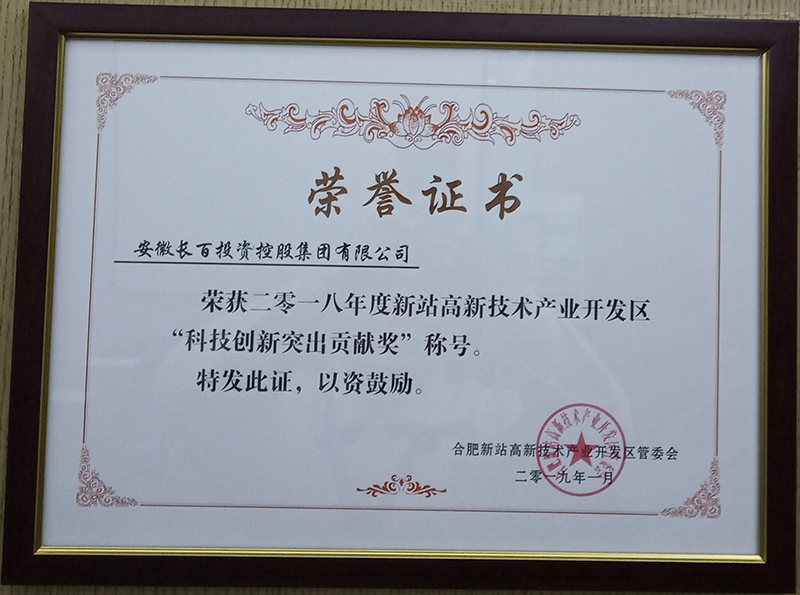 荣誉证书
安徽长百投资控股集团有限公司
荣获二零一八年度新站高新技术产业开发区
“科技创新突出贡献奖”称号。
特发此证，以资鼓励。
合肥新站高新技术产业开发区管委会
二零一九年一月